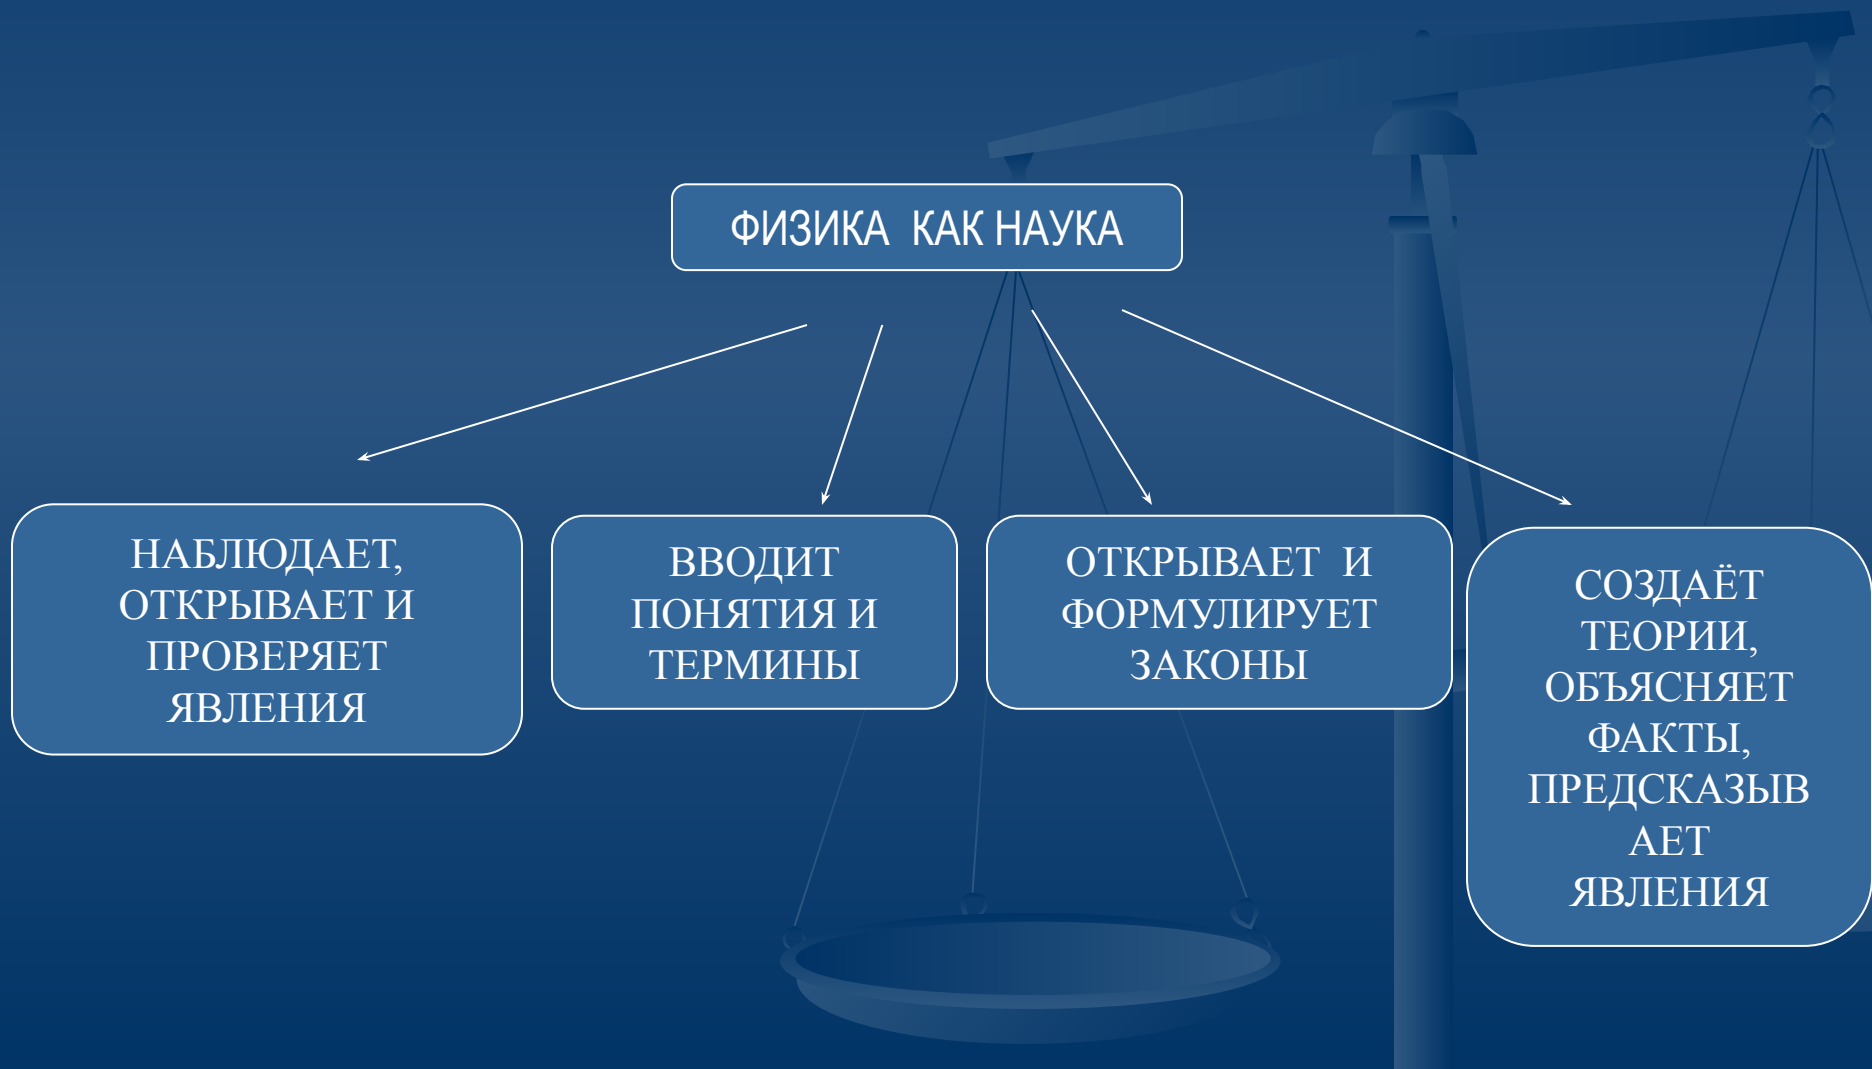 ФИЗИКА КАК НАУКА
НАБЛЮДАЕТ,
ОТКРЫВАЕТ И
ПРОВЕРЯЕТ
ЯВЛЕНИЯ
ВВОДИТ
ПОНЯТИЯ И
ТЕРМИНЫ
ОТКРЫВАЕТ И
ФОРМУЛИРУЕТ
ЗАКОНЫ
СОЗДАЁТ
ТЕОРИИ,
ОБЪЯСНЯЕТ
ФАКТЫ,
ПРЕДСКАЗЫВ
АЕТ
ЯВЛЕНИЯ